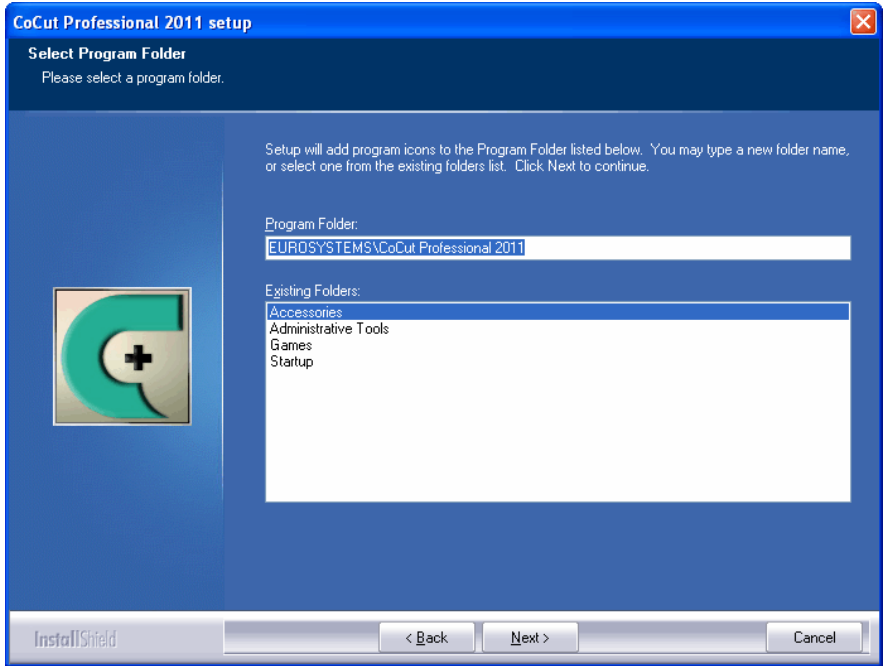 CoCut Professional 2011 setup
Select Program Folder
Please select a program folder.
Setup will add program icons to the Program Folder listed below. You may type a new folder name,
or select one from the existing folders list. Click Next to continue.
Program Folder:
EUROSYSTEMS\CoCut Professional 2011
Existing Folders:
Accessories
Administrative Tools
Games
Startup
InstallShield
< Back
Next >
Cancel